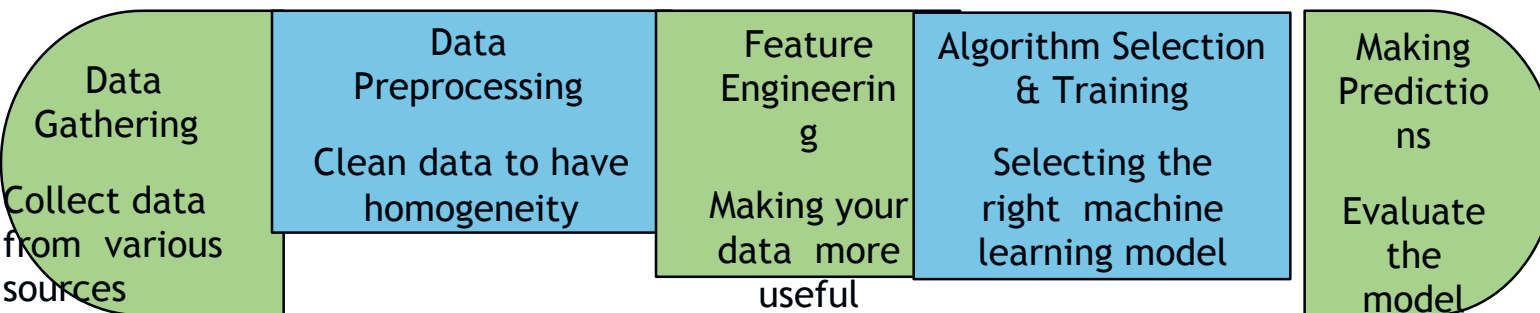 Data
Gathering
Collect data
from various
sources
Data
Preprocessing
Clean data to have
homogeneity
Feature
Engineerin
g
Making your
data more
useful
Algorithm Selection
& Training
Selecting the
right machine
learning model
Making
Predictio
ns
Evaluate
the
model